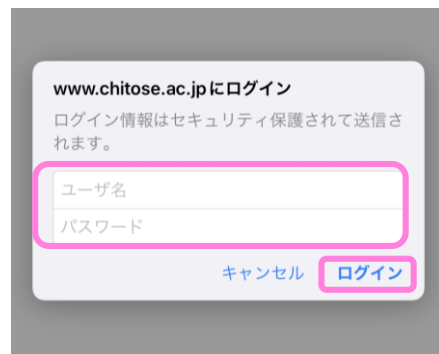 www.chitose.ac.jpにログイン
ログイン情報はセキュリティ保護されて送信さ
れます。
ユーザ名
パスワード
キャンセル ログイン